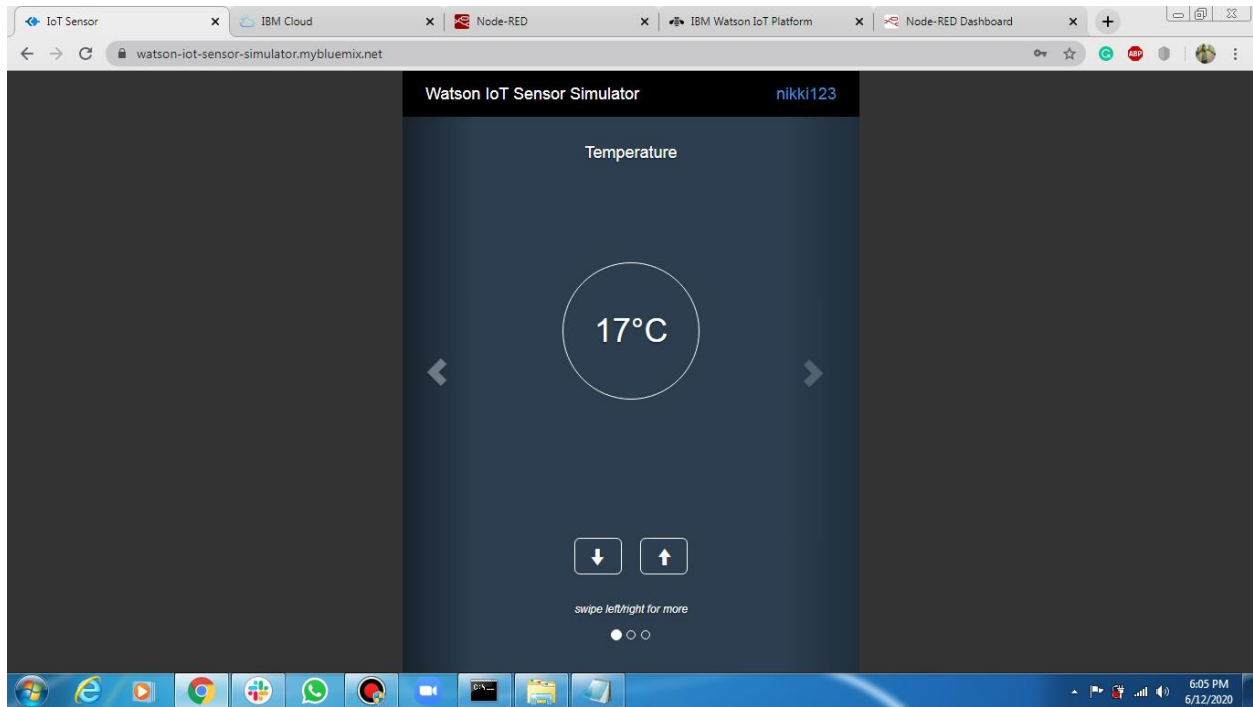 IoT Sensor
IBM Cloud
Node-RED
IBM Watson IoT Platform
Node-RED Dashboard
watson-iot-sensor-simulator.mybluemix.net
ABP
Watson IoT Sensor Simulator
nikki123
Temperature
17°C
swipe left/right for more
6:05 PM
6/12/2020